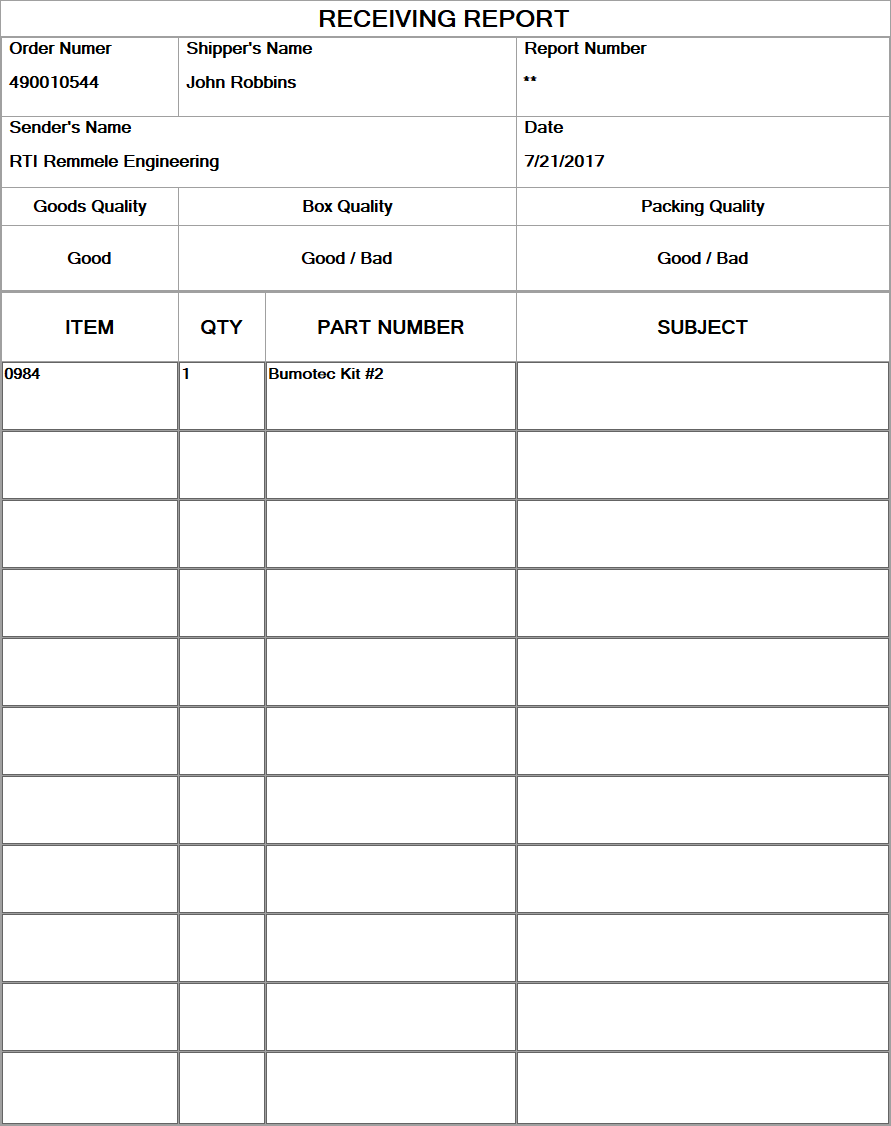 RECEIVING REPORT
Order Numer Shipper's Name Report Number
490010544 John Robbins **
Sender's Name Date
RTI Remmele Engineering 7/21/2017
Goods Quality Box Quality Packing Quality
Good Good / Bad Good / Bad
ITEM QTY PART NUMBER SUBJECT
0984 1 Bumotec Kit #2